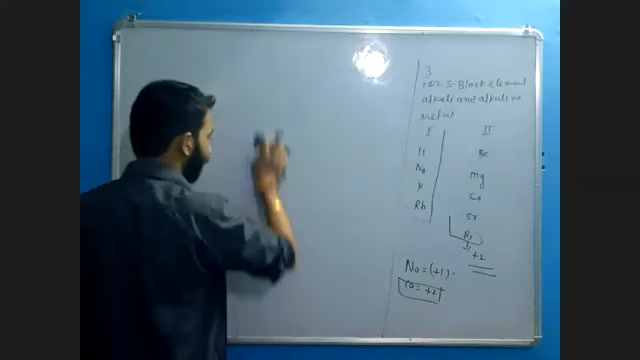 3
For S-Block Element
alkali and alkaline
Metal
I II
Be
Na Mg
K Ca
Rb Sr
+2
Na = (+1).
Ca = +2